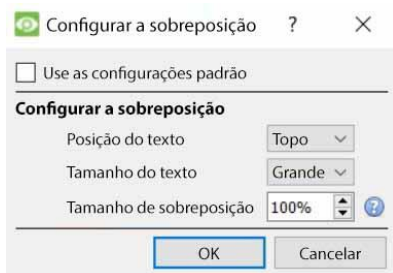 Configurar a sobreposição ?
Use as configurações padrão
Configurar a sobreposição
Posição do texto Topo
Tamanho do texto Grande
Tamanho de sobreposição 100% ?
OK Cancelar